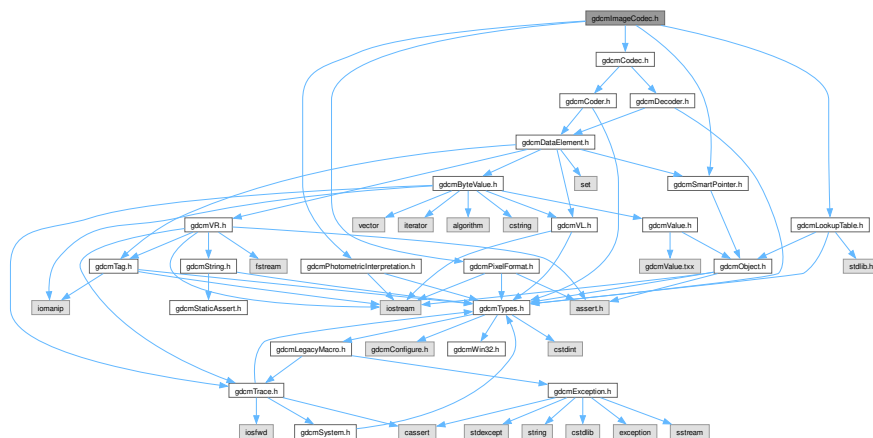 gdcmImageCodec.h
gdcmCodec.h
gdcmCoder.h
gdcmDecoder.h
gdcmDataElement.h
gdcmByteValue.h
set
gdcmSmartPointer.h
vector
iterator
algorithm
cstring
gdcmVR.h
gdcmVL.h
gdcmValue.h
gdcmLookupTable.h
gdcmTag.h
gdcmString.h
fstream
gdcmPhotometricInterpretation.h
gdcmPixelFormat.h
gdcmValue.txx
gdcmObject.h
stdlib.h
iomanip
gdcmStaticAssert.h
iostream
gdcmTypes.h
assert.h
gdcmLegacyMacro.h
gdcmConfigure.h
gdcmWin32.h
cstdint
gdcmTrace.h
gdcmException.h
iosfwd
gdcmSystem.h
cassert
stdexcept
string
cstdlib
exception
sstream